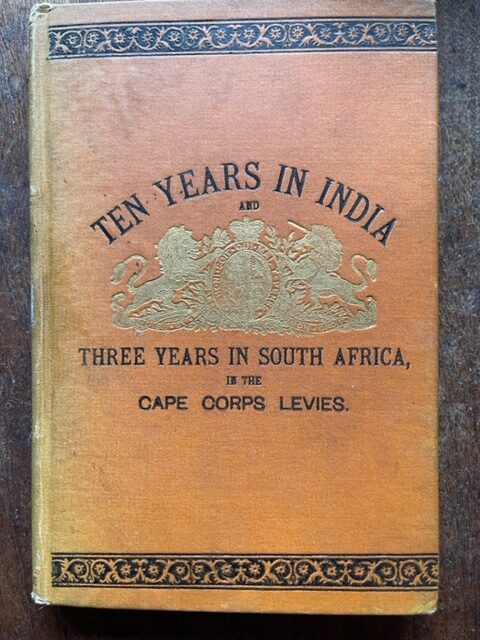 TEN YEARS IN INDIA
AND
THREE YEARS IN SOUTH AFRICA,
IN THE
CAPE CORPS LEVIES.